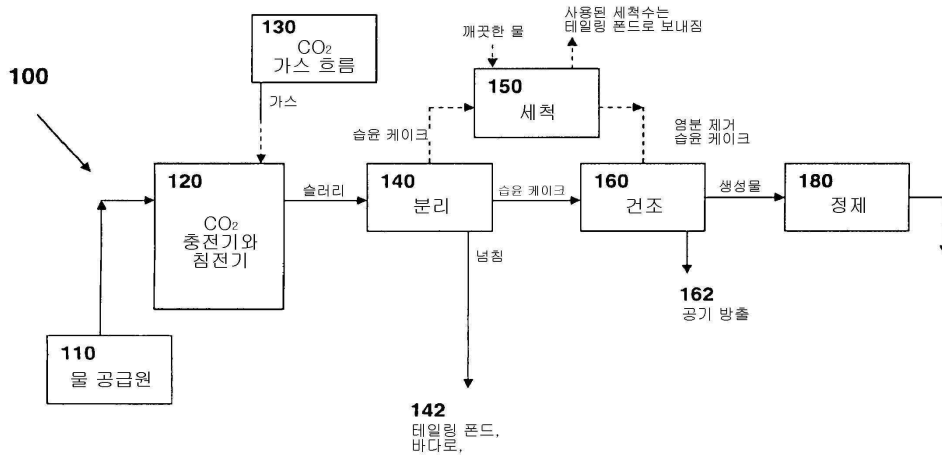 130
CO₂
가스 흐름
깨끗한 물
사용된 세척수는
테일링 폰드로 보내짐
100
가스
150
세척
습윤 케이크
염분 제거
습윤 케이크
120
CO₂
충전기와
침전기
슬러리
140
분리
습윤 케이크
160
건조
생성물
180
정제
넘침
162
공기 방출
110
물 공급원
142
테일링 폰드,
바다로,